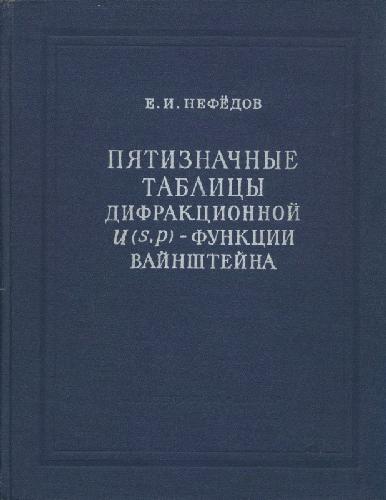 Е. И. НЕФЁДОВ
ПЯТИЗНАЧНЫЕ
ТАБЛИЦЫ
ДИФРАКЦИОННОЙ
U(s,p) - ФУНКЦИИ
ВАЙНШТЕЙНА